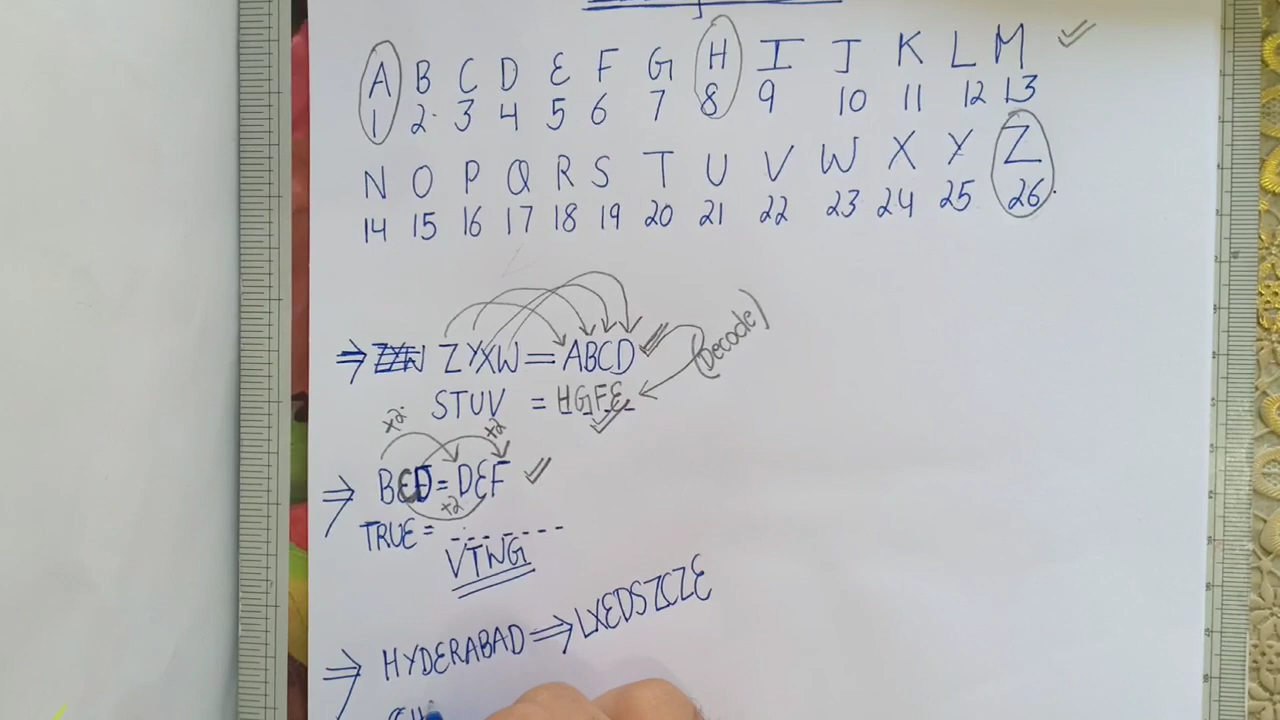 A B C D E F G H I J K L M
1 2 3 4 5 6 7 8 9 10 11 12 13
N O P Q R S T U V W X Y Z
14 15 16 17 18 19 20 21 22 23 24 25 26
⇒ ZYXW = ABCD (Decode)
STUV = HGFE
+2 +2
⇒ BCD = DEF
+2
TRUE = -------
VTWG
⇒ HYDERABAD ⇒ LXEDSZCZE